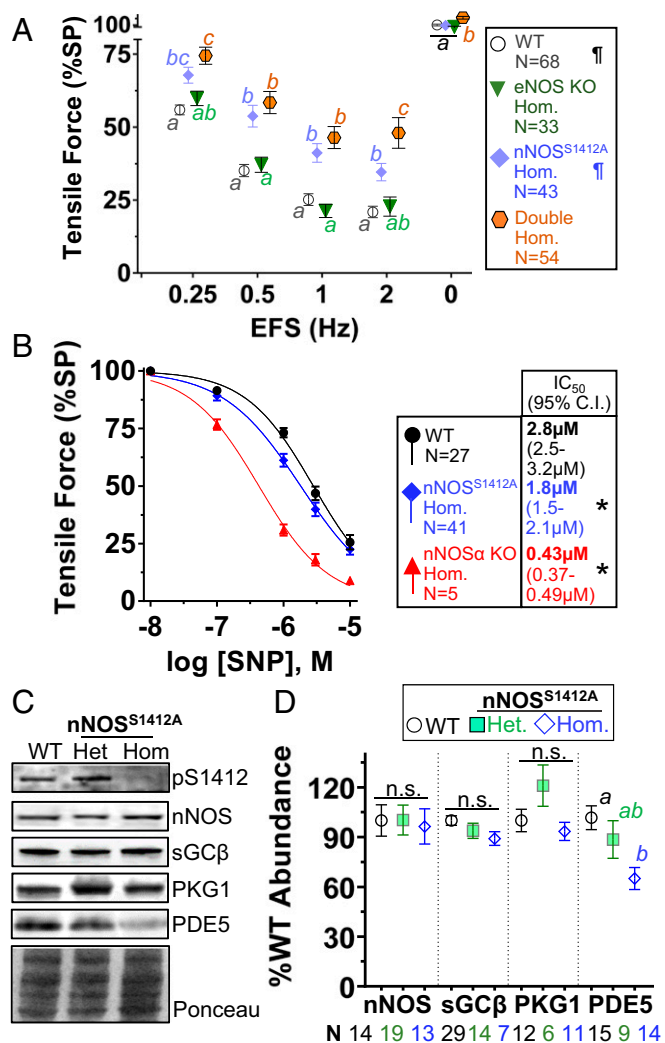 A
Tensile Force (%SP)
100
75
50
25
0
bc
c
a
ab
b
b
a
a
b
b
a
a
b
c
a
ab
a
b
0.25
0.5
1
2
0
EFS (Hz)
WT
N=68
¶
eNOS KO
Hom.
N=33
nNOS^S1412A
Hom.
N=43
¶
Double
Hom.
N=54
B
Tensile Force (%SP)
100
75
50
25
0
-8
-7
-6
-5
log [SNP], M
IC50
(95% C.I.)
WT
N=27
2.8µM
(2.5-
3.2µM)
nNOS^S1412A
Hom.
N=41
1.8µM
(1.5-
2.1µM)
*
nNOSα KO
Hom.
N=5
0.43µM
(0.37-
0.49µM)
*
C
nNOS^S1412A
WT Het Hom
pS1412
nNOS
sGCβ
PKG1
PDE5
Ponceau
D
nNOS^S1412A
WT Het. Hom.
%WT Abundance
120
90
60
30
0
n.s.
n.s.
n.s.
a
ab
b
nNOS sGCβ PKG1 PDE5
N 14 19 13 29 14 7 12 6 11 15 9 14